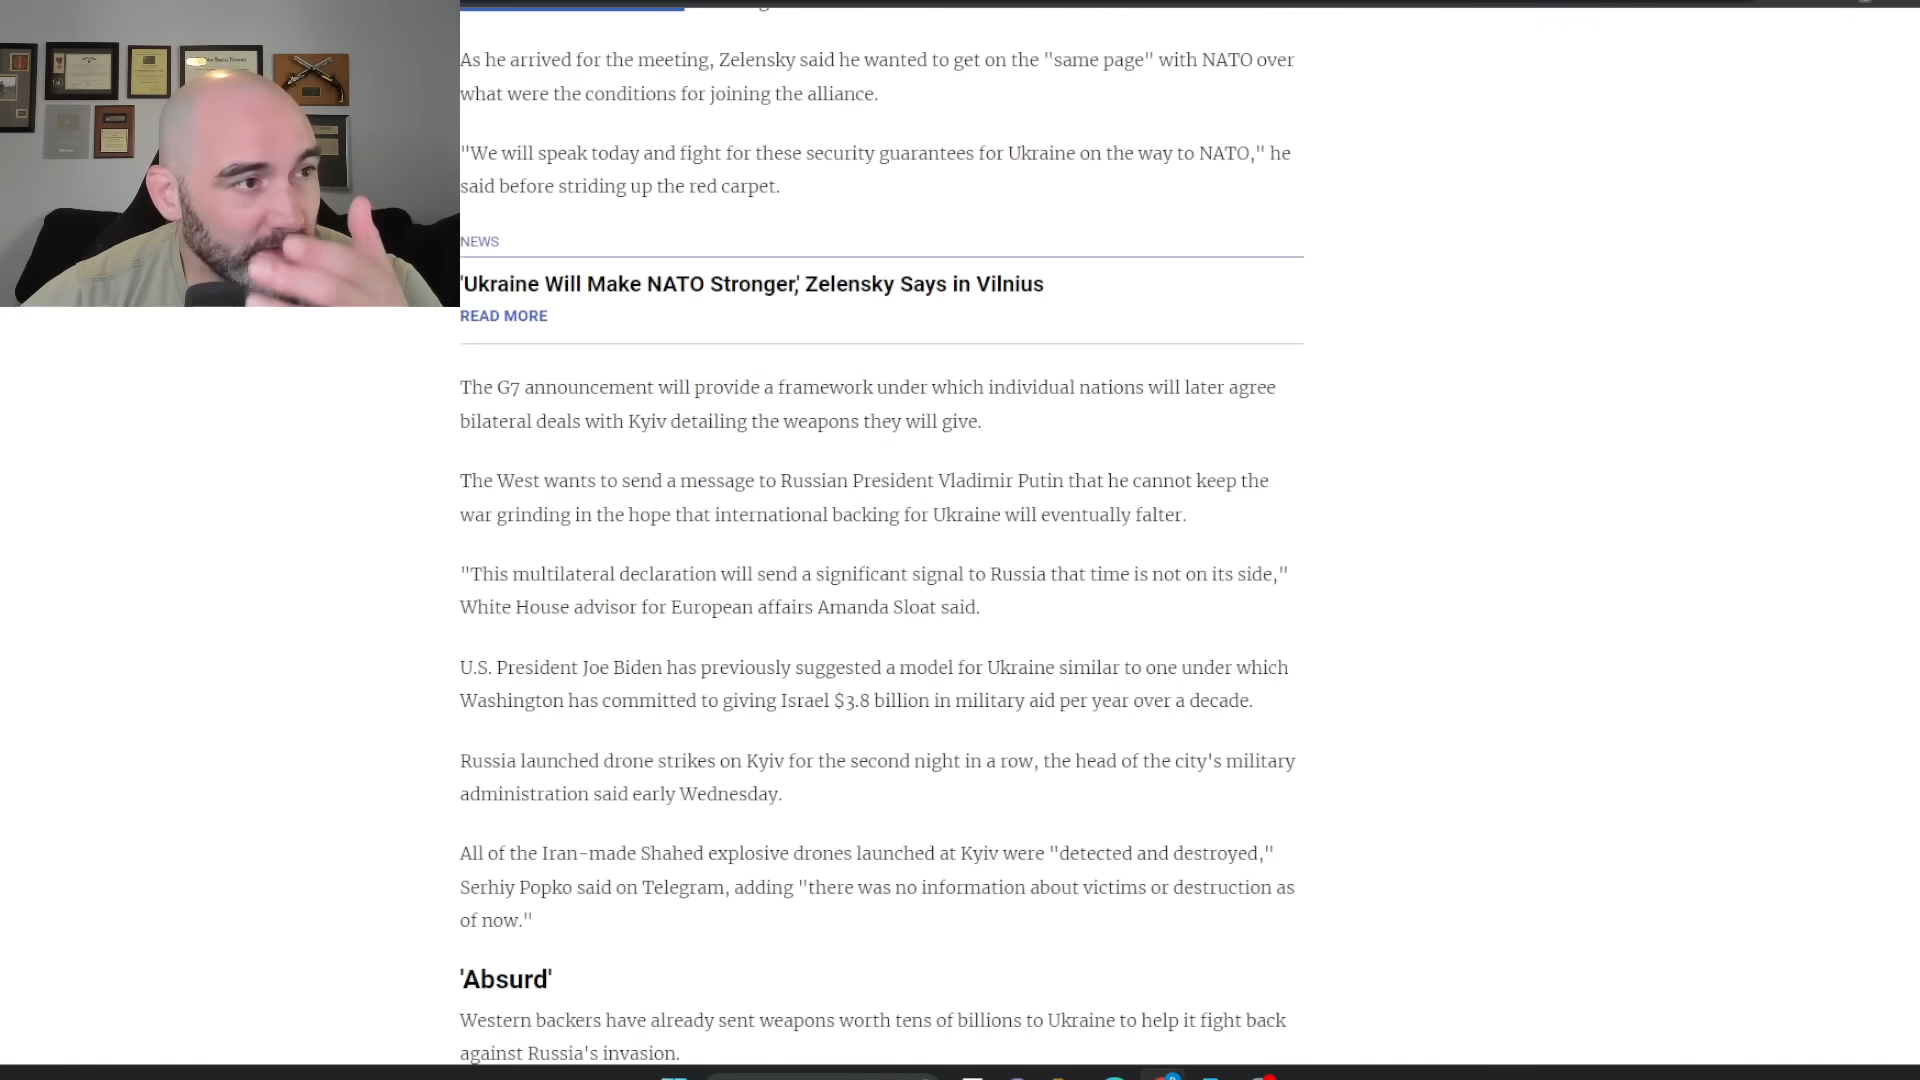 As he arrived for the meeting, Zelensky said he wanted to get on the "same page" with NATO over
what were the conditions for joining the alliance.
"We will speak today and fight for these security guarantees for Ukraine on the way to NATO," he
said before striding up the red carpet.
NEWS
'Ukraine Will Make NATO Stronger,' Zelensky Says in Vilnius
READ MORE
The G7 announcement will provide a framework under which individual nations will later agree
bilateral deals with Kyiv detailing the weapons they will give.
The West wants to send a message to Russian President Vladimir Putin that he cannot keep the
war grinding in the hope that international backing for Ukraine will eventually falter.
"This multilateral declaration will send a significant signal to Russia that time is not on its side,"
White House advisor for European affairs Amanda Sloat said.
U.S. President Joe Biden has previously suggested a model for Ukraine similar to one under which
Washington has committed to giving Israel $3.8 billion in military aid per year over a decade.
Russia launched drone strikes on Kyiv for the second night in a row, the head of the city's military
administration said early Wednesday.
All of the Iran-made Shahed explosive drones launched at Kyiv were "detected and destroyed,"
Serhiy Popko said on Telegram, adding "there was no information about victims or destruction as
of now."
'Absurd'
Western backers have already sent weapons worth tens of billions to Ukraine to help it fight back
against Russia's invasion.